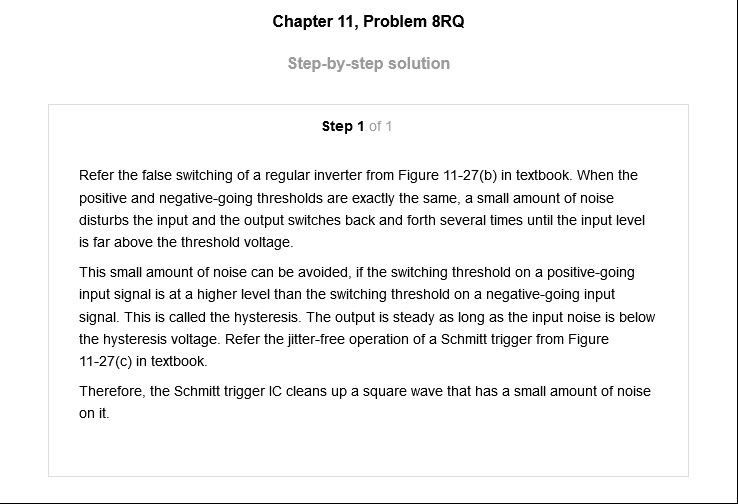 Chapter 11, Problem 8RQ
Step-by-step solution
Step 1 of 1
Refer the false switching of a regular inverter from Figure 11-27(b) in textbook. When the
positive and negative-going thresholds are exactly the same, a small amount of noise
disturbs the input and the output switches back and forth several times until the input level
is far above the threshold voltage.
This small amount of noise can be avoided, if the switching threshold on a positive-going
input signal is at a higher level than the switching threshold on a negative-going input
signal. This is called the hysteresis. The output is steady as long as the input noise is below
the hysteresis voltage. Refer the jitter-free operation of a Schmitt trigger from Figure
11-27(c) in textbook.
Therefore, the Schmitt trigger IC cleans up a square wave that has a small amount of noise
on it.